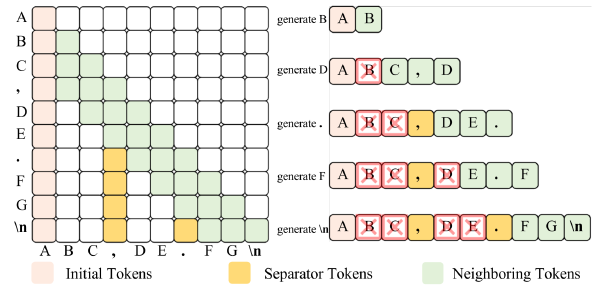 A
B
C
,
D
E
.
F
G
\n
A B C , D E . F G \n
generate B A B
generate D A B C , D
generate . A B C , D E .
generate F A B C , D E . F
generate \n A B C , D E . F G \n
Initial Tokens Separator Tokens Neighboring Tokens